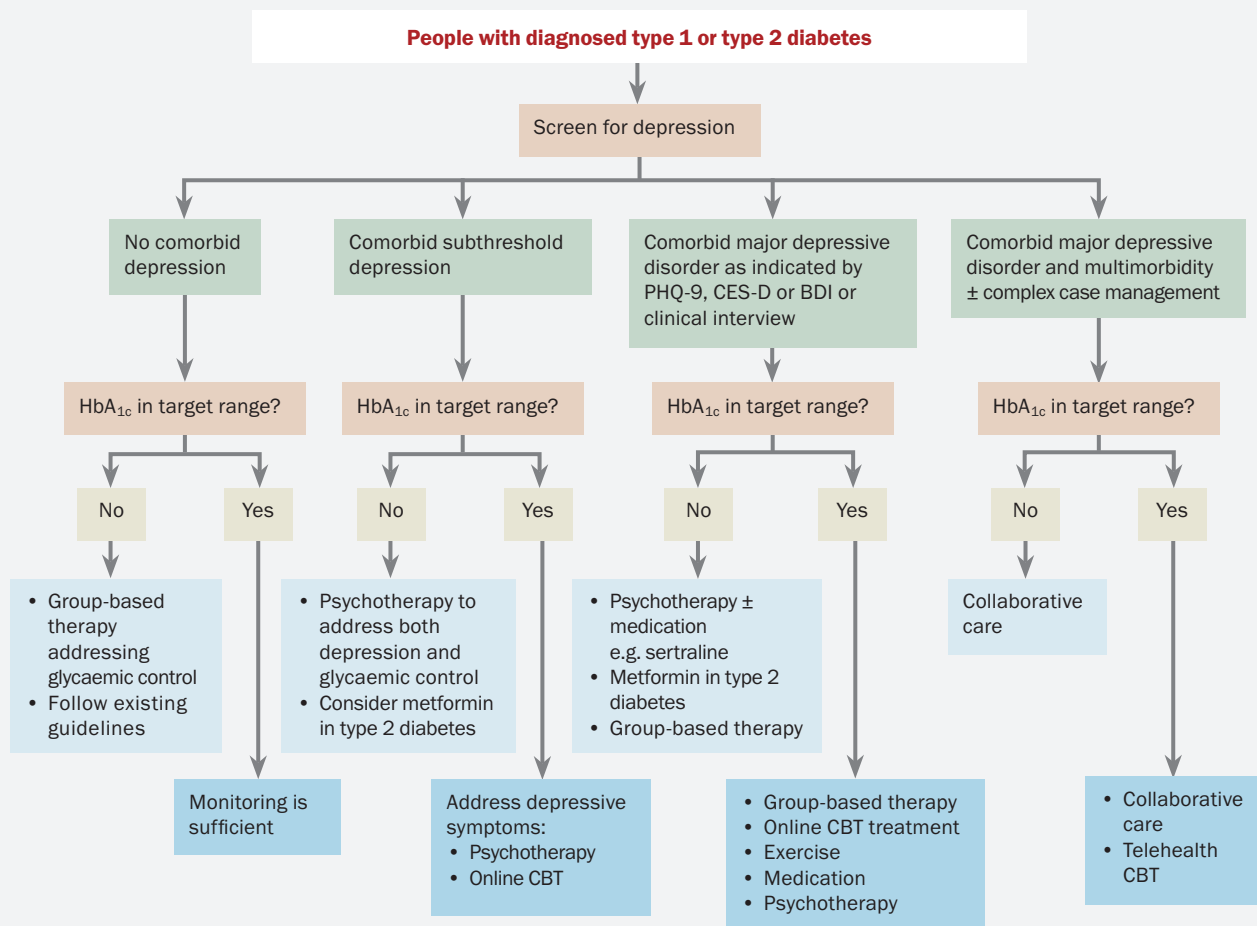 People with diagnosed type 1 or type 2 diabetes
Screen for depression
No comorbid
depression
Comorbid subthreshold
depression
Comorbid major depressive
disorder as indicated by
PHQ-9, CES-D or BDI or
clinical interview
Comorbid major depressive
disorder and multimorbidity
± complex case management
HbA1c in target range?
HbA1c in target range?
HbA1c in target range?
HbA1c in target range?
No
Yes
No
Yes
No
Yes
No
Yes
• Group-based
therapy
addressing
glycaemic control
• Follow existing
guidelines
• Psychotherapy to
address both
depression and
glycaemic control
• Consider metformin
in type 2 diabetes
• Psychotherapy ±
medication
e.g. sertraline
• Metformin in type 2
diabetes
• Group-based therapy
Collaborative
care
Monitoring is
sufficient
Address depressive
symptoms:
• Psychotherapy
• Online CBT
• Group-based therapy
• Online CBT treatment
• Exercise
• Medication
• Psychotherapy
• Collaborative
care
• Telehealth
CBT